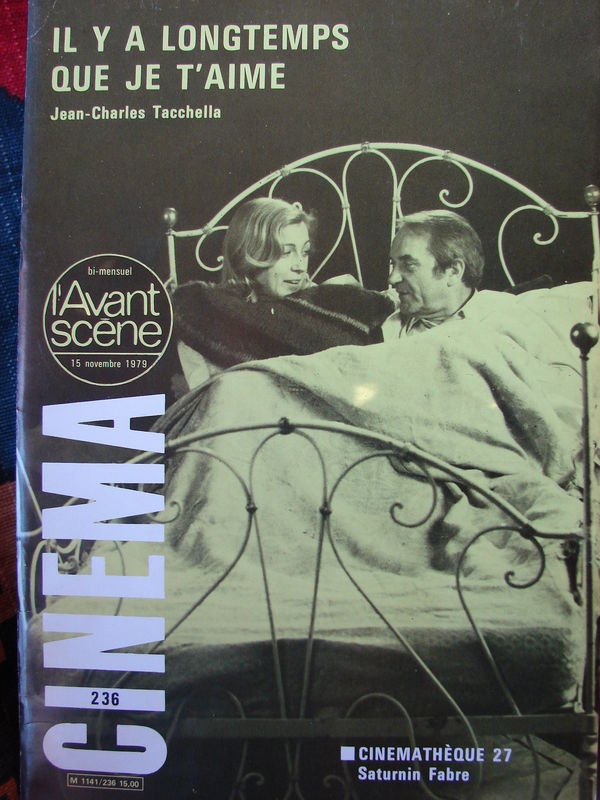 IL Y A LONGTEMPS
QUE JE T'AIME
Jean-Charles Tacchella
bi-mensuel
l'Avant
scène
15 novembre 1979
CINEMA
236
M 1141/236 15,00
CINEMATHÈQUE 27
Saturnin Fabre